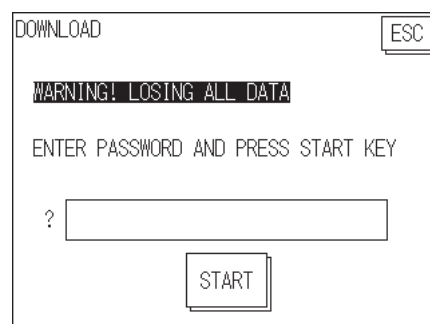 DOWNLOAD
ESC
WARNING! LOSING ALL DATA
ENTER PASSWORD AND PRESS START KEY
?
START